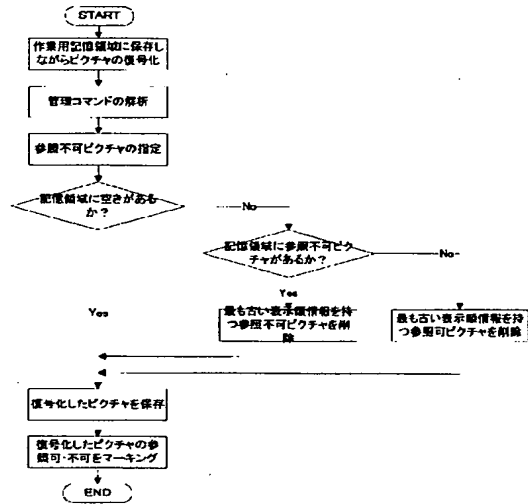 START
作業用記憶領域に保存し
ながらピクチャの復号化
管理コマンドの解析
参照不可ピクチャの指定
記憶領域に空きがある
か？
No
記憶領域に参照不可ピク
チャがあるか？
No
Yes
Yes
最も古い表示順情報を持
つ参照不可ピクチャを削
除
最も古い表示順情報を持
つ参照可ピクチャを削除
復号化したピクチャを保存
復号化したピクチャの参
照可・不可をマーキング
END